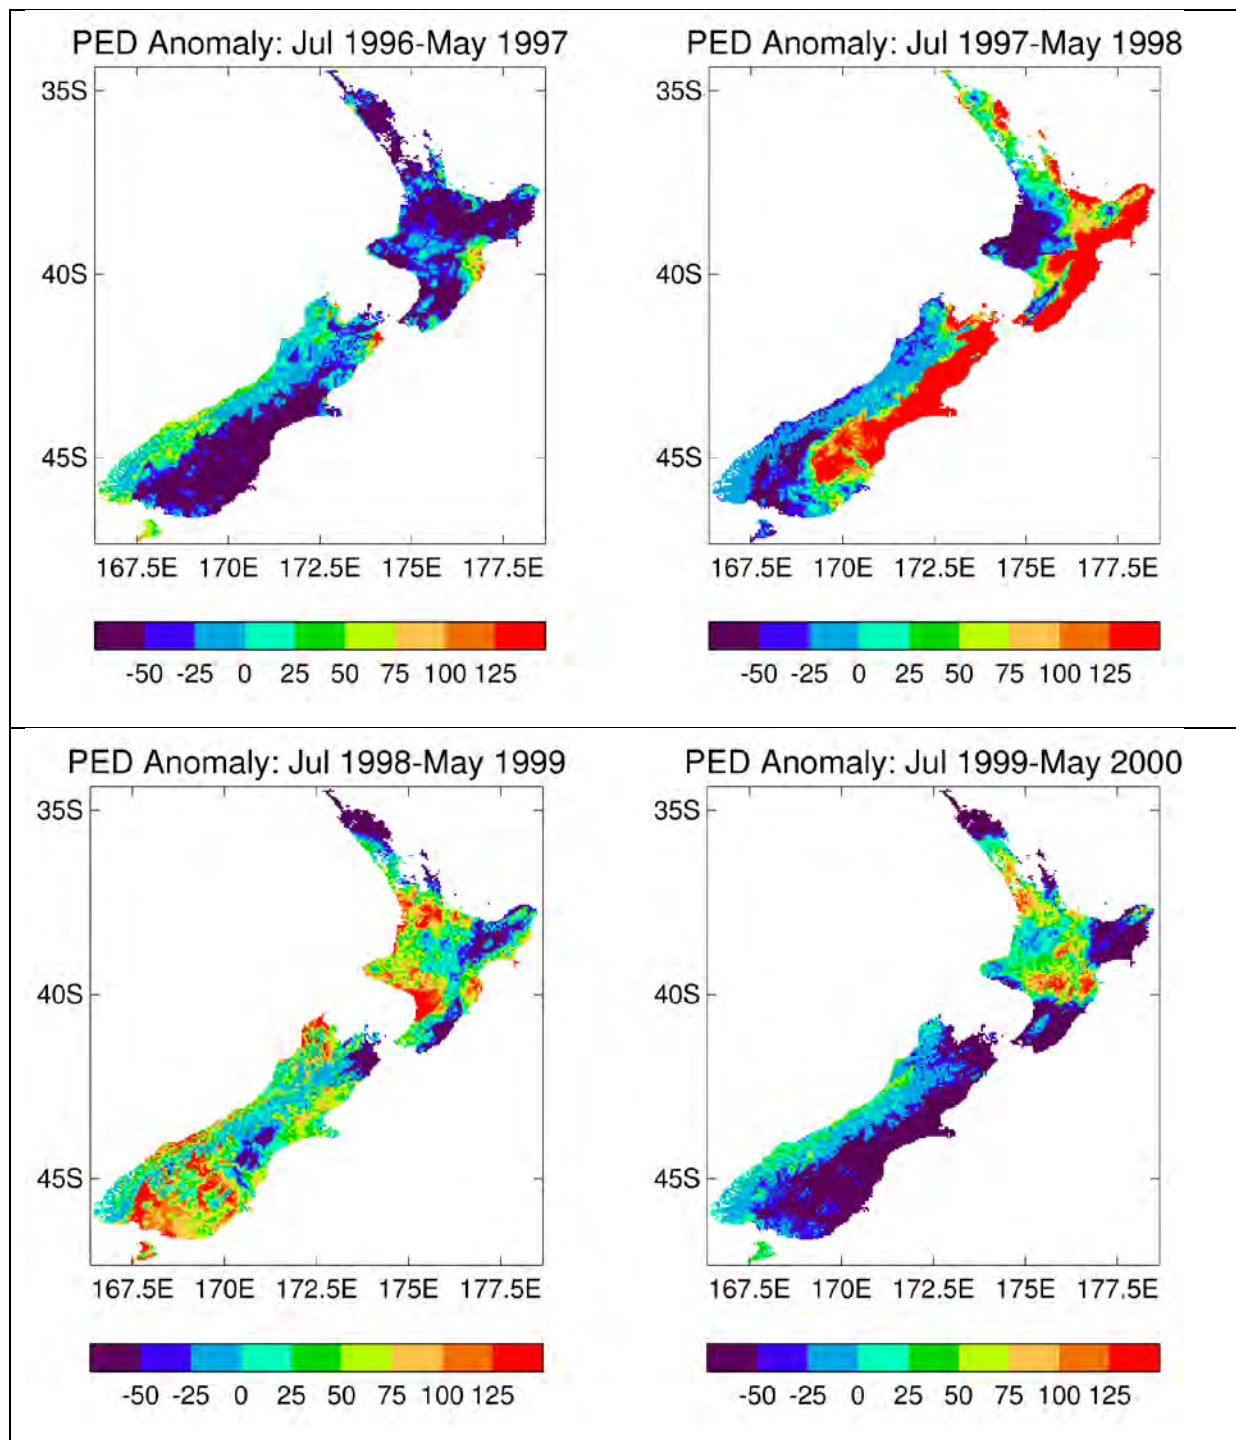 PED Anomaly: Jul 1996-May 1997
35S
40S
45S
167.5E 170E 172.5E 175E 177.5E
-50 -25 0 25 50 75 100 125
PED Anomaly: Jul 1997-May 1998
35S
40S
45S
167.5E 170E 172.5E 175E 177.5E
-50 -25 0 25 50 75 100 125
PED Anomaly: Jul 1998-May 1999
35S
40S
45S
167.5E 170E 172.5E 175E 177.5E
-50 -25 0 25 50 75 100 125
PED Anomaly: Jul 1999-May 2000
35S
40S
45S
167.5E 170E 172.5E 175E 177.5E
-50 -25 0 25 50 75 100 125